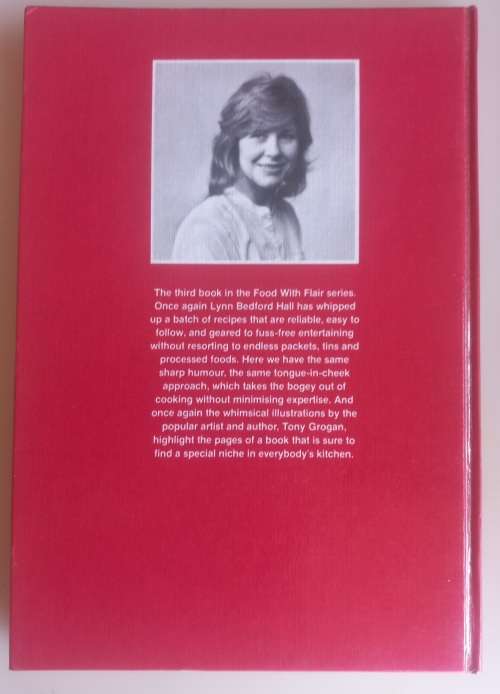 The third book in the Food With Flair series.
Once again Lynn Bedford Hall has whipped
up a batch of recipes that are reliable, easy to
follow, and geared to fuss-free entertaining
without resorting to endless packets, tins and
processed foods. Here we have the same
sharp humour, the same tongue-in-cheek
approach, which takes the bogey out of
cooking without minimising expertise. And
once again the whimsical illustrations by the
popular artist and author, Tony Grogan,
highlight the pages of a book that is sure to
find a special niche in everybody's kitchen.